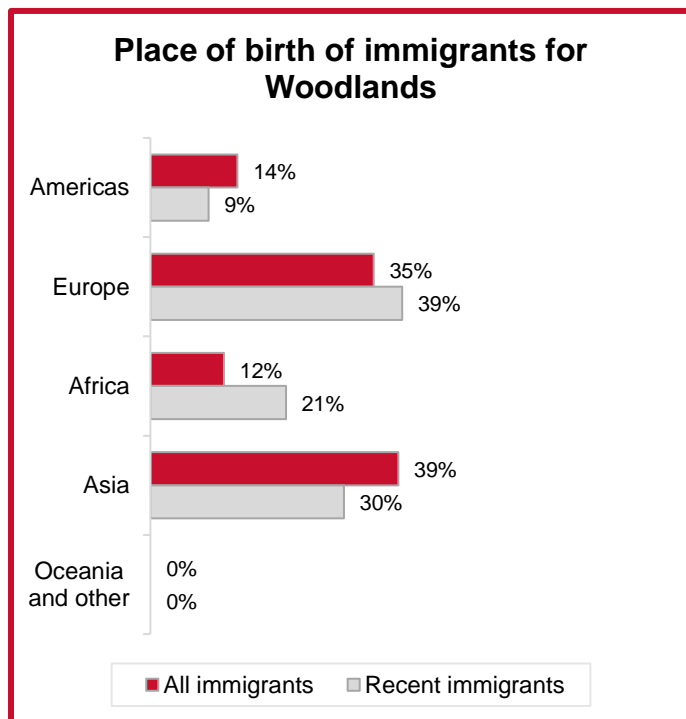 Place of birth of immigrants for
Woodlands
Americas
14%
9%
Europe
35%
39%
Africa
12%
21%
Asia
39%
30%
Oceania
and other
0%
0%
All immigrants
Recent immigrants